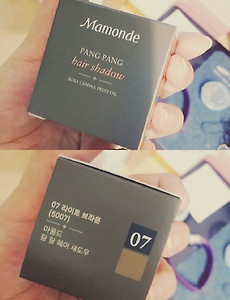 Mamonde
PANG PANG
hair shadow
ROSA CANINA FRUIT OIL
07 라이트 브라운
(5007)
마몽드
팡 팡 헤어 섀도우
07